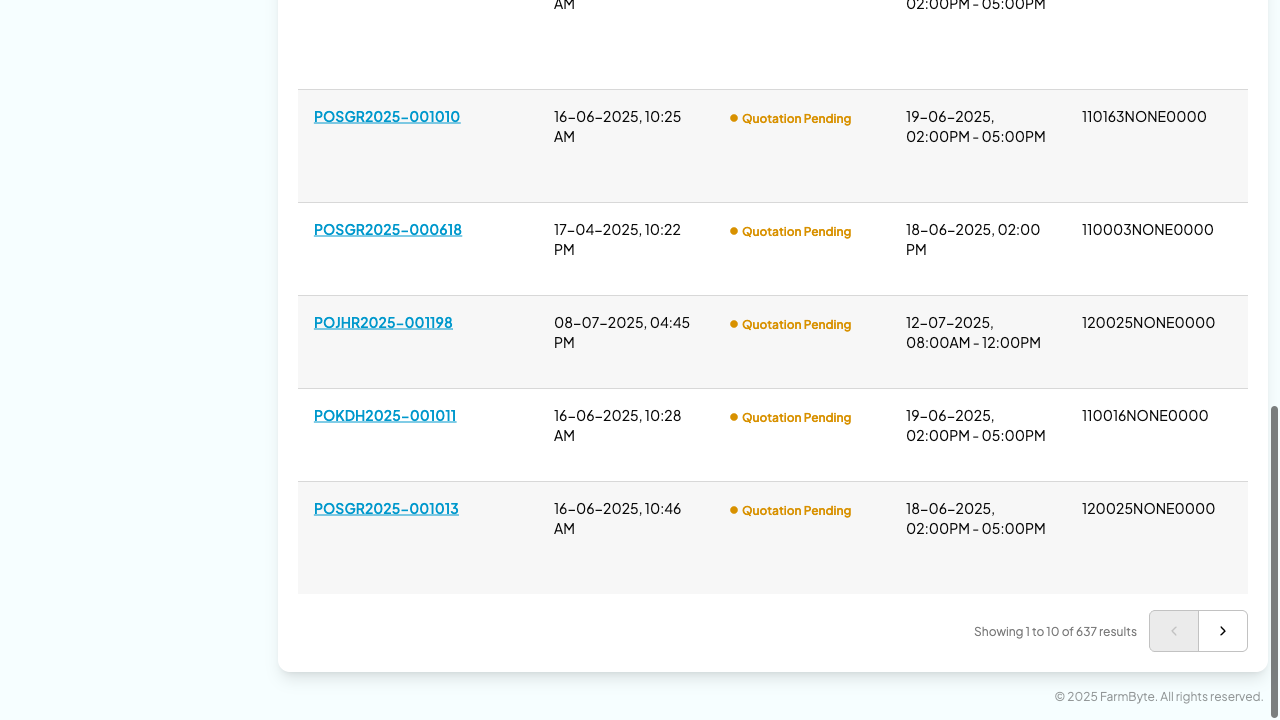 AM
02:00PM - 05:00PM
POSGR2025-001010
16-06-2025, 10:25
AM
Quotation Pending
19-06-2025,
02:00PM - 05:00PM
110163NONE0000
POSGR2025-000618
17-04-2025, 10:22
PM
Quotation Pending
18-06-2025, 02:00
PM
110003NONE0000
POJHR2025-001198
08-07-2025, 04:45
PM
Quotation Pending
12-07-2025,
08:00AM - 12:00PM
120025NONE0000
POKDH2025-001011
16-06-2025, 10:28
AM
Quotation Pending
19-06-2025,
02:00PM - 05:00PM
110016NONE0000
POSGR2025-001013
16-06-2025, 10:46
AM
Quotation Pending
18-06-2025,
02:00PM - 05:00PM
120025NONE0000
Showing 1 to 10 of 637 results
© 2025 FarmByte. All rights reserved.